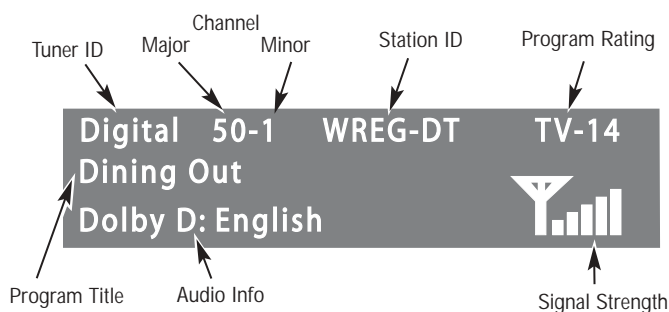 Channel
Tuner ID Major Minor Station ID Program Rating
Digital 50-1 WREG-DT TV-14
Dining Out
Dolby D: English
Program Title Audio Info Signal Strength